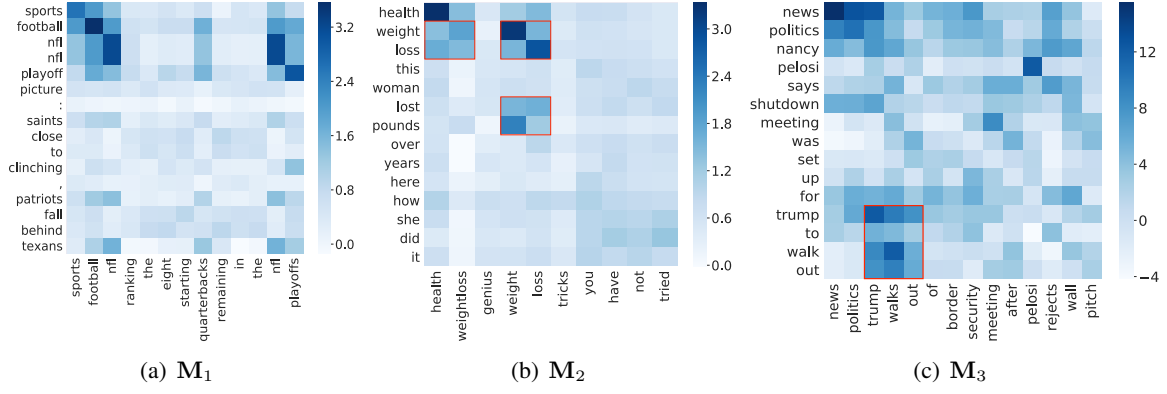 sports
football
nfl
nfl
playoff
picture
:
saints
close
to
clinching
,
patriots
fall
behind
texans
sports
football
nfl
ranking
the
eight
starting
quarterbacks
remaining
in
the
nfl
playoffs
3.6
2.7
1.8
0.9
0.0
(a) M1
health
weight
loss
this
woman
lost
pounds
over
years
here
how
she
did
it
health
weightloss
genius
weight
loss
tricks
you
have
not
tried
3.2
2.4
1.6
0.8
0.0
(b) M2
news
politics
nancy
pelosi
says
shutdown
meeting
was
set
up
for
trump
to
walk
out
news
politics
trump
walks
out
of
border
security
meeting
after
pelosi
rejects
wall
pitch
12
8
4
0
−4
(c) M3